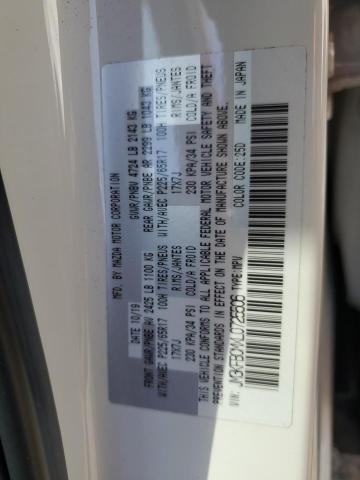 MFD. BY MAZDA MOTOR CORPORATION
DATE: 10/19 GVWR/PNBV 4724 LB 2143 KG
FRONT GAWR/PNBE AV 2425 LB 1100 KG REAR GAWR/PNBE AR 2299 LB 1043 KG
WITH/AVEC P225/65R17 100H TIRES/PNEUS WITH/AVEC P225/65R17 100H TIRES/PNEUS
17X7J RIMS/JANTES 17X7J RIMS/JANTES
230 KPA/34 PSI COLD/A FROID 230 KPA/34 PSI COLD/A FROID
THIS VEHICLE CONFORMS TO ALL APPLICABLE FEDERAL MOTOR VEHICLE SAFETY AND THEFT
PREVENTION STANDARDS IN EFFECT ON THE DATE OF MANUFACTURE SHOWN ABOVE.
COLOR CODE:25D MADE IN JAPAN
VIN: TYPE:MPV